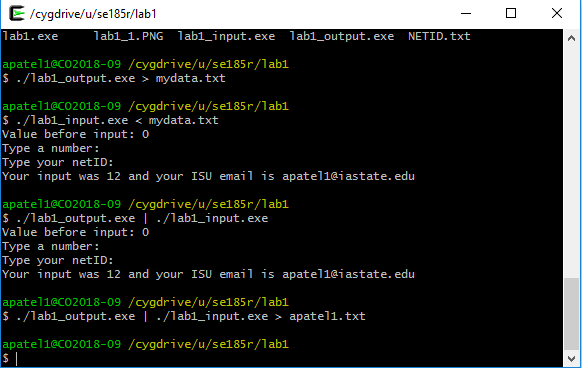 /cygdrive/u/se185r/lab1
lab1.exe lab1_1.PNG lab1_input.exe lab1_output.exe NETID.txt
apatel1@CO2018-09 /cygdrive/u/se185r/lab1
$ ./lab1_output.exe > mydata.txt
apatel1@CO2018-09 /cygdrive/u/se185r/lab1
$ ./lab1_input.exe < mydata.txt
Value before input: 0
Type a number:
Type your netID:
Your input was 12 and your ISU email is apatel1@iastate.edu
apatel1@CO2018-09 /cygdrive/u/se185r/lab1
$ ./lab1_output.exe | ./lab1_input.exe
Value before input: 0
Type a number:
Type your netID:
Your input was 12 and your ISU email is apatel1@iastate.edu
apatel1@CO2018-09 /cygdrive/u/se185r/lab1
$ ./lab1_output.exe | ./lab1_input.exe > apatel1.txt
apatel1@CO2018-09 /cygdrive/u/se185r/lab1
$